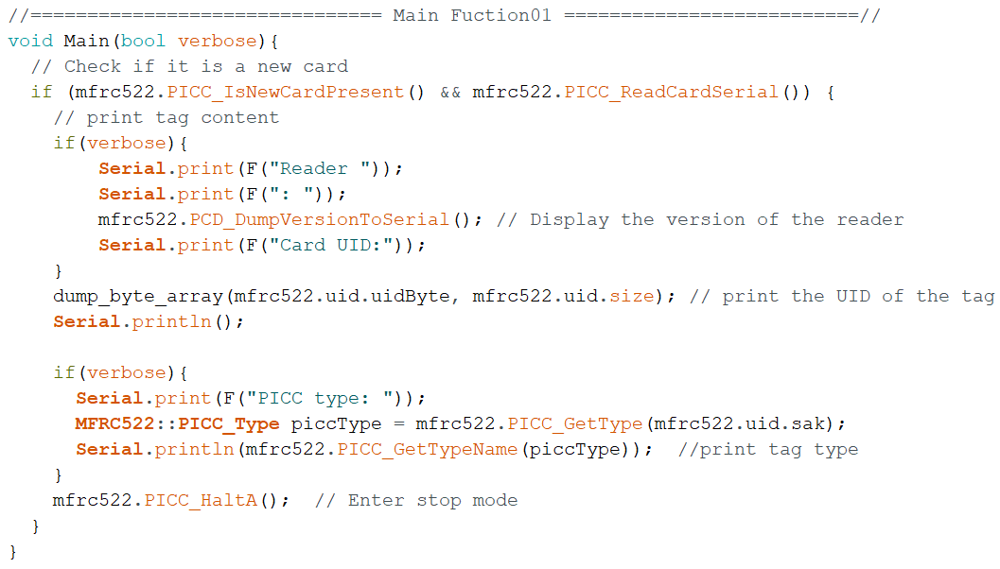 //=============================== Main Fuction01 ==========================//
void Main(bool verbose){
  // Check if it is a new card
  if (mfrc522.PICC_IsNewCardPresent() && mfrc522.PICC_ReadCardSerial()) {
    // print tag content
    if(verbose){
        Serial.print(F("Reader "));
        Serial.print(F(": "));
        mfrc522.PCD_DumpVersionToSerial(); // Display the version of the reader
        Serial.print(F("Card UID:"));
    }
    dump_byte_array(mfrc522.uid.uidByte, mfrc522.uid.size); // print the UID of the tag
    Serial.println();

    if(verbose){
      Serial.print(F("PICC type: "));
      MFRC522::PICC_Type piccType = mfrc522.PICC_GetType(mfrc522.uid.sak);
      Serial.println(mfrc522.PICC_GetTypeName(piccType));  //print tag type
    }
    mfrc522.PICC_HaltA();  // Enter stop mode
  }
}